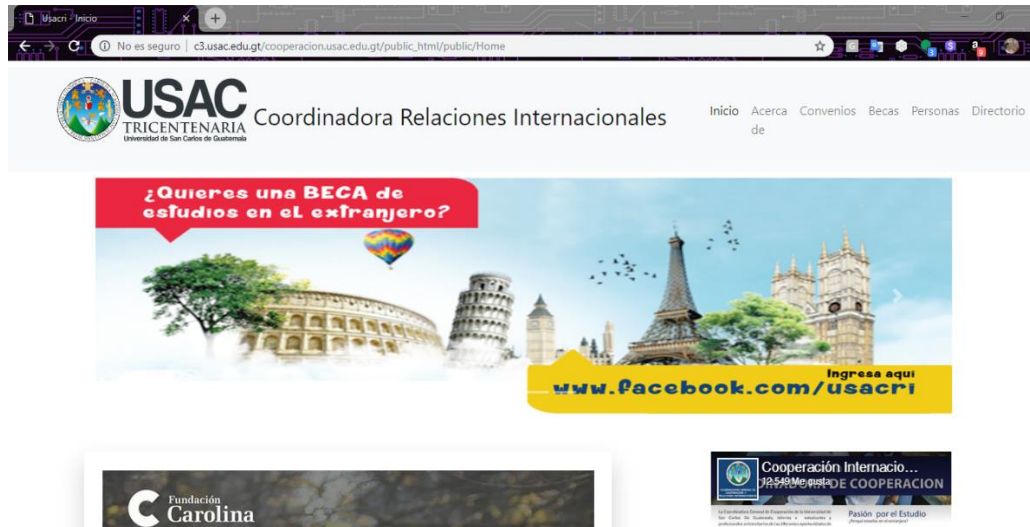 Usacri - Inicio
No es seguro | c3.usac.edu.gt/cooperacion.usac.edu.gt/public_html/public/Home
USAC
TRICENTENARIA
Universidad de San Carlos de Guatemala
Coordinadora Relaciones Internacionales
Inicio Acerca de Convenios Becas Personas Directorio
¿Quieres una BECA de
estudios en el extranjero?
Ingresa aqui
www.facebook.com/usacri
Fundación
Carolina
Cooperación Internacio...
12.549 Me gusta
DE COOPERACION
Pasión por el Estudio